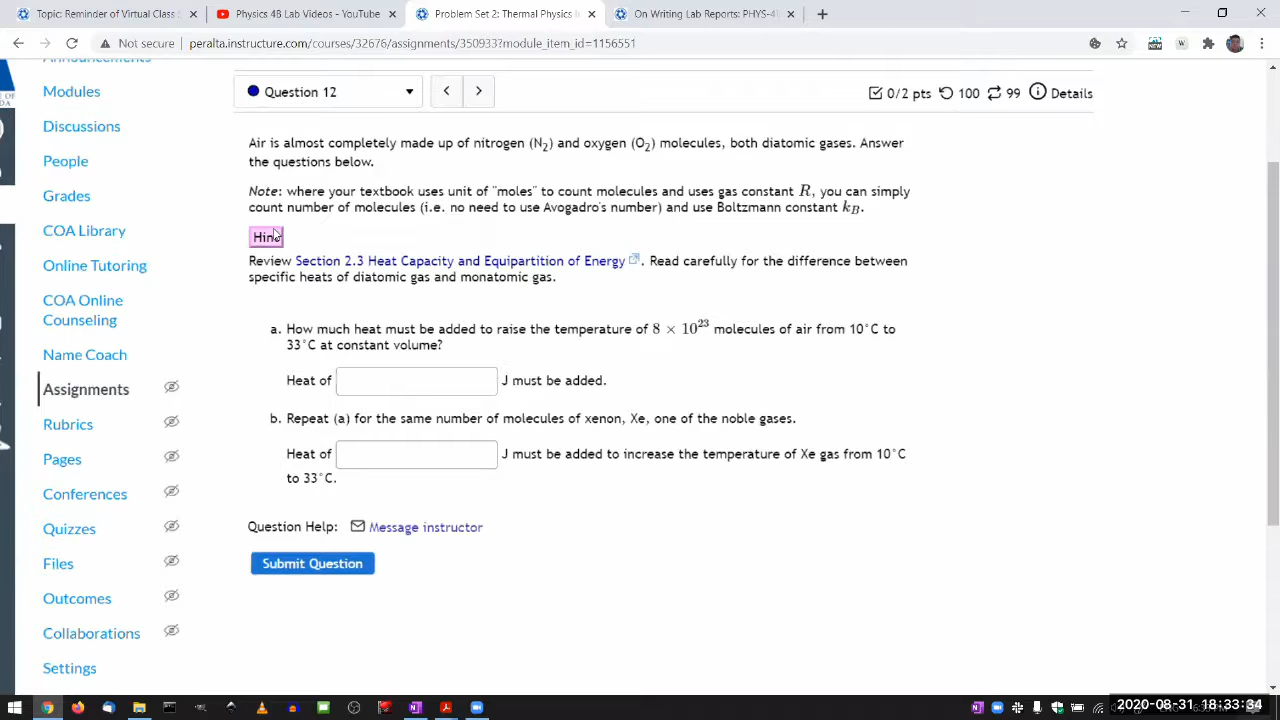 Topic of Virtual Class S
Physics 48 Lab Videos - YouTube
Problem Set 2: Thermal Physics I
On Writing Lab Reports PHYS-4
Not secure | peralta.instructure.com/courses/32676/assignments/350933?module_item_id=1156551
Announcements
Modules
Discussions
People
Grades
COA Library
Online Tutoring
COA Online
Counseling
Name Coach
Assignments
Rubrics
Pages
Conferences
Quizzes
Files
Outcomes
Collaborations
Settings
Question 12
0/2 pts 100 99 Details
Air is almost completely made up of nitrogen (N₂) and oxygen (O₂) molecules, both diatomic gases. Answer
the questions below.
Note: where your textbook uses unit of "moles" to count molecules and uses gas constant R, you can simply
count number of molecules (i.e. no need to use Avogadro's number) and use Boltzmann constant k_B.
Hint
Review Section 2.3 Heat Capacity and Equipartition of Energy . Read carefully for the difference between
specific heats of diatomic gas and monatomic gas.
a. How much heat must be added to raise the temperature of 8 × 10²³ molecules of air from 10°C to
33°C at constant volume?
Heat of J must be added.
b. Repeat (a) for the same number of molecules of xenon, Xe, one of the noble gases.
Heat of J must be added to increase the temperature of Xe gas from 10°C
to 33°C.
Question Help: Message instructor
Submit Question
2020-08-31 18:33:34